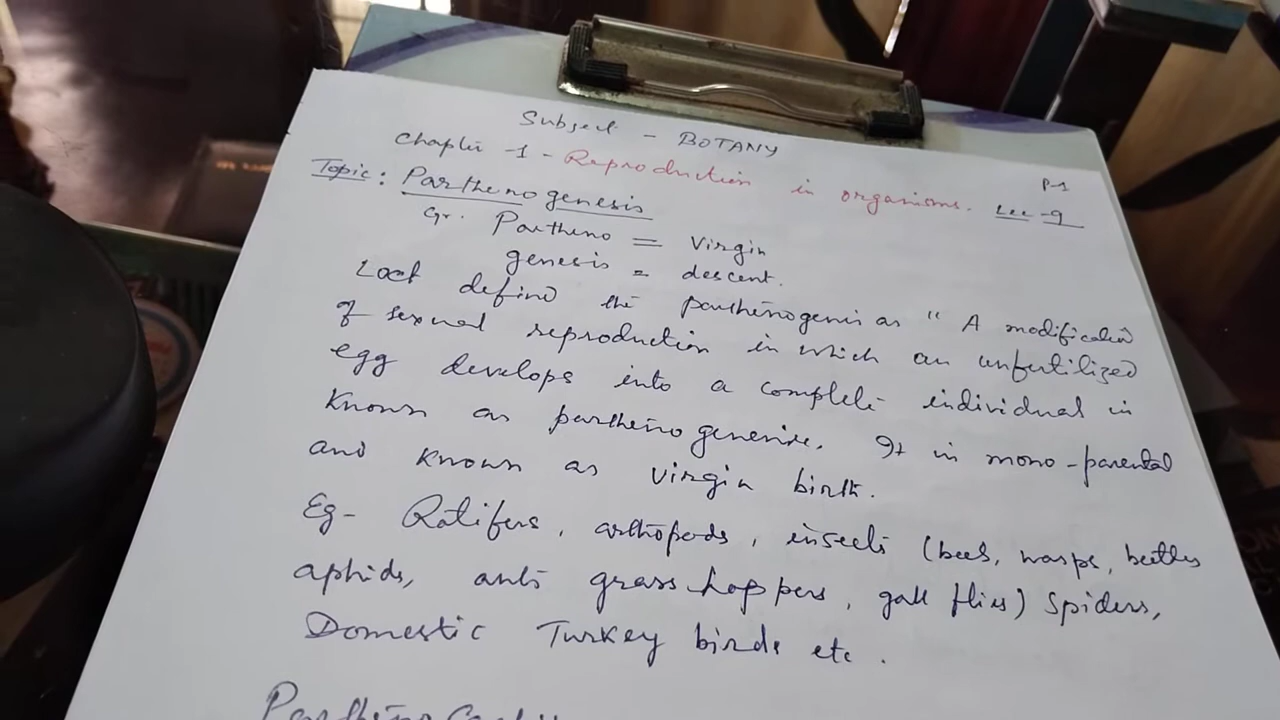 Subject - BOTANY
Chapter - 1 - Reproduction in organisms. P-1
Topic: Parthenogenesis Lec-9
Gr. Partheno = Virgin
genesis = descent.
define the parthenogenesis as " A modification
of sexual reproduction in which an unfertilized
egg develops into a complete individual is
known as parthenogenesis. It is mono-parental
and known as virgin birth.
Eg- Rotifers, arthropods, insects (bees, wasps, beetles
aphids, ants grass hoppers, gall flies) Spiders,
Domestic Turkey birds etc.